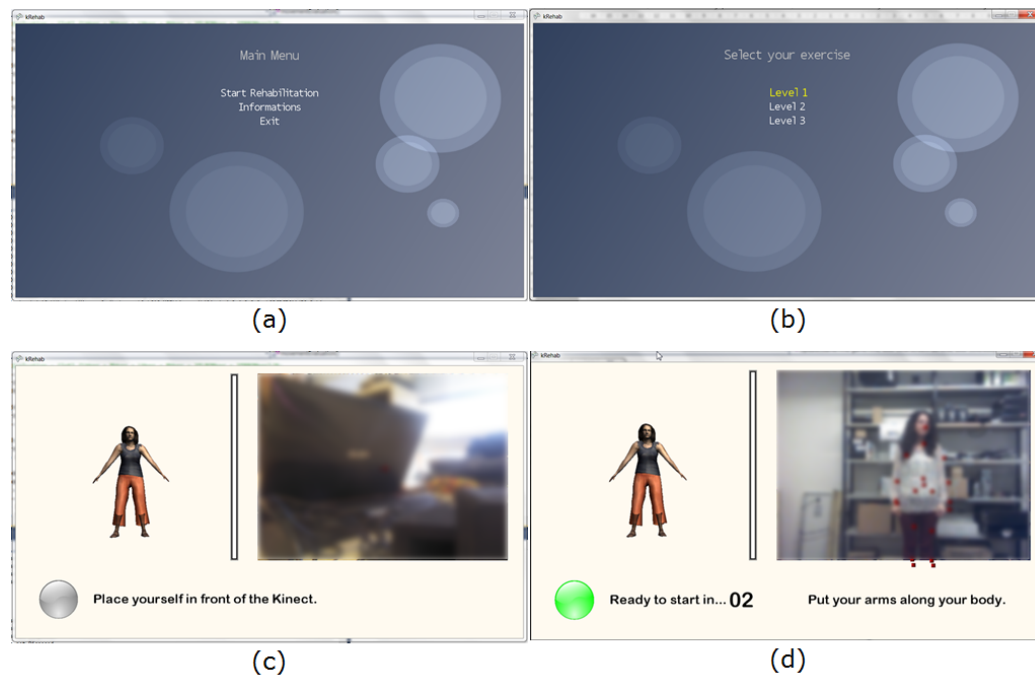 kRehab
Main Menu
Start Rehabilitation
Informations
Exit
(a)
kRehab
Select your exercise
Level 1
Level 2
Level 3
(b)
kRehab
Place yourself in front of the Kinect.
(c)
kRehab
Ready to start in... 02
Put your arms along your body.
(d)